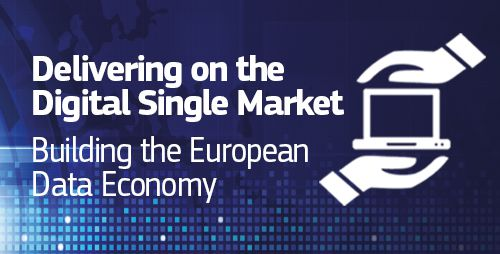 Delivering on the
Digital Single Market
Building the European
Data Economy